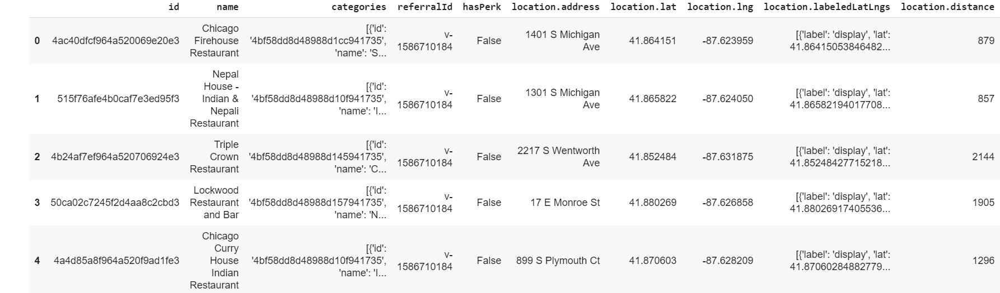 id name categories referralId hasPerk location.address location.lat location.lng location.labeledLatLngs location.distance
Chicago
Firehouse
Restaurant
0 4ac40dfcf964a520069e20e3
[{'id':
'4bf58dd8d48988d1cc941735',
'name': 'S...
v-
1586710184
False
1401 S Michigan
Ave
41.864151 -87.623959
[{'label': 'display', 'lat':
41.86415053846482...
879
Nepal
House -
Indian &
Nepali
Restaurant
1 515f76afe4b0caf7e3ed95f3
[{'id':
'4bf58dd8d48988d10f941735',
'name': 'I...
v-
1586710184
False
1301 S Michigan
Ave
41.865822 -87.624050
[{'label': 'display', 'lat':
41.86582194017708...
857
Triple
Crown
Restaurant
2 4b24af7ef964a520706924e3
[{'id':
'4bf58dd8d48988d145941735',
'name': 'C...
v-
1586710184
False
2217 S Wentworth
Ave
41.852484 -87.631875
[{'label': 'display', 'lat':
41.85248427715218...
2144
Lockwood
Restaurant
and Bar
3 50ca02c7245f2d4aa8c2cbd3
[{'id':
'4bf58dd8d48988d157941735',
'name': 'N...
v-
1586710184
False
17 E Monroe St
41.880269 -87.626858
[{'label': 'display', 'lat':
41.88026917405536...
1905
Chicago
Curry
House
Indian
Restaurant
4 4a4d85a8f964a520f9ad1fe3
[{'id':
'4bf58dd8d48988d10f941735',
'name': 'I...
v-
1586710184
False
899 S Plymouth Ct
41.870603 -87.628209
[{'label': 'display', 'lat':
41.87060284882779...
1296